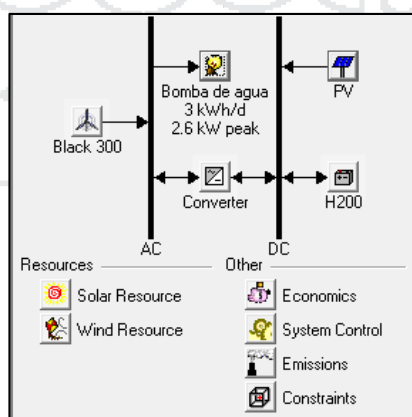 Bomba de agua
3 kWh/d
2.6 kW peak
PV
Black 300
Converter
H200
AC
DC
Resources
Other
Solar Resource
Economics
Wind Resource
System Control
Emissions
Constraints